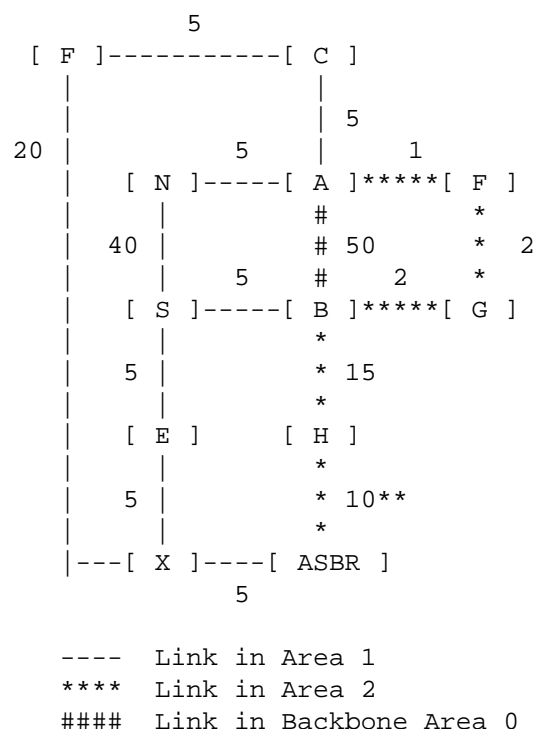 5
[ F ]-----------[ C ]
|                |
|                | 5
20 |          5     |     1
|   [ N ]-----[ A ]*****[ F ]
|     |         #         *
|  40 |         # 50      *  2
|     |    5    #    2    *
|   [ S ]-----[ B ]*****[ G ]
|     |         *
|   5 |         * 15
|     |         *
|   [ E ]     [ H ]
|     |         *
|   5 |         * 10**
|     |         *
|---[ X ]----[ ASBR ]
5
---- Link in Area 1
**** Link in Area 2
#### Link in Backbone Area 0